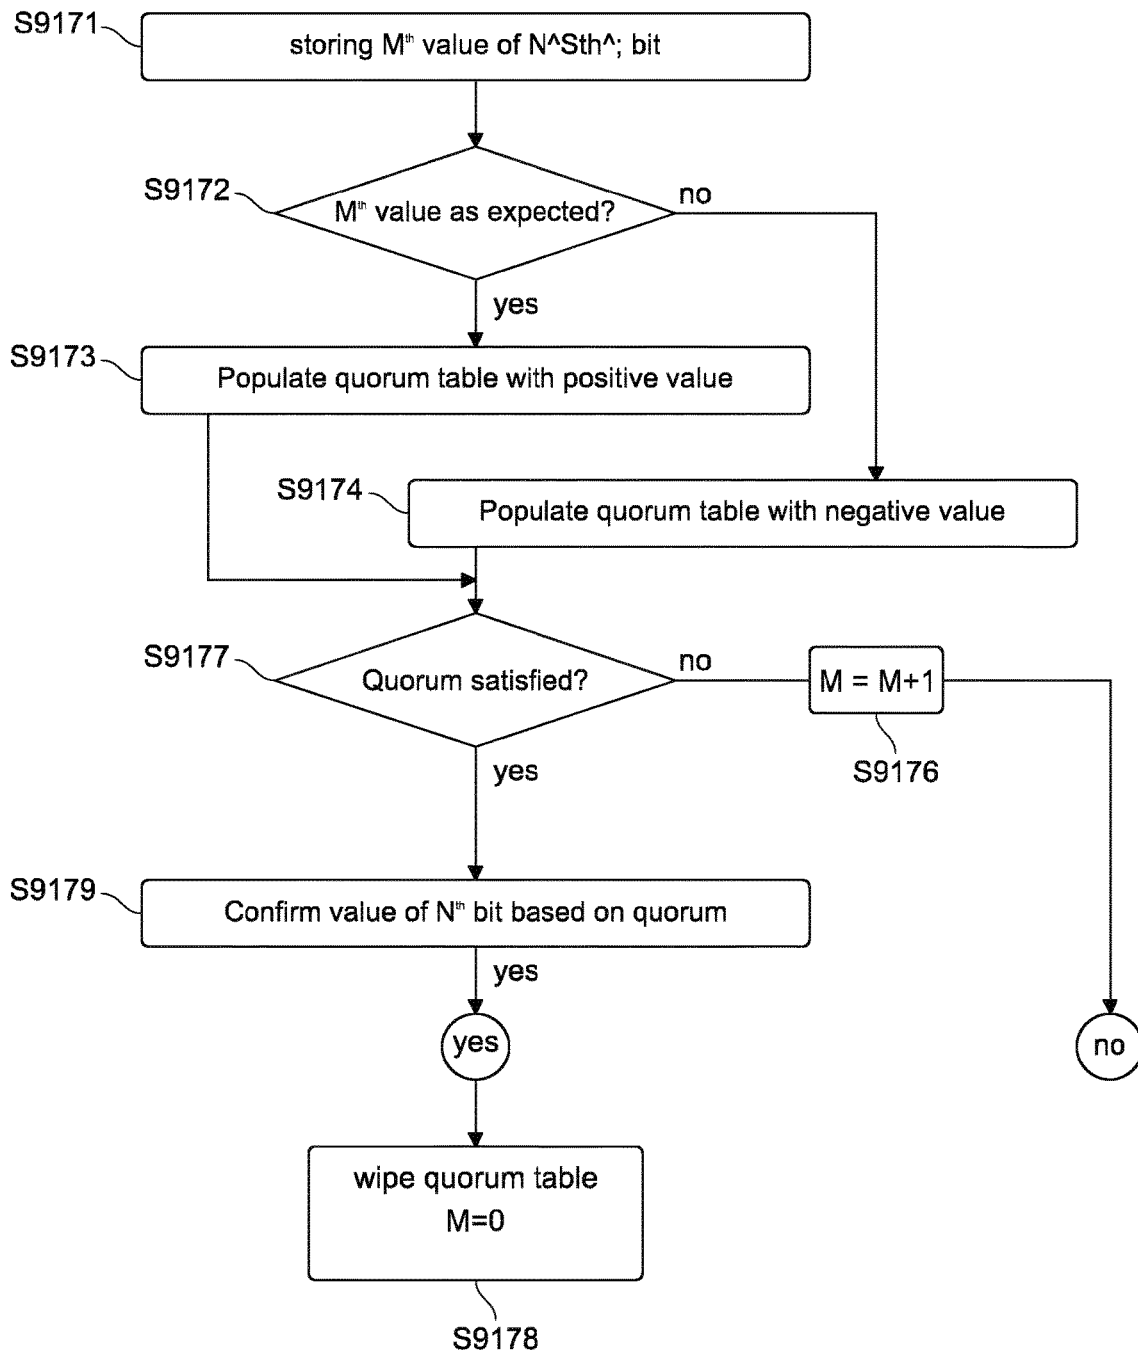 S9171
storing Mth value of N^Sth^; bit
S9172
Mth value as expected?
no
yes
S9173
Populate quorum table with positive value
S9174
Populate quorum table with negative value
S9177
Quorum satisfied?
no
M = M+1
S9176
yes
S9179
Confirm value of Nth bit based on quorum
yes
yes
no
wipe quorum table
M=0
S9178